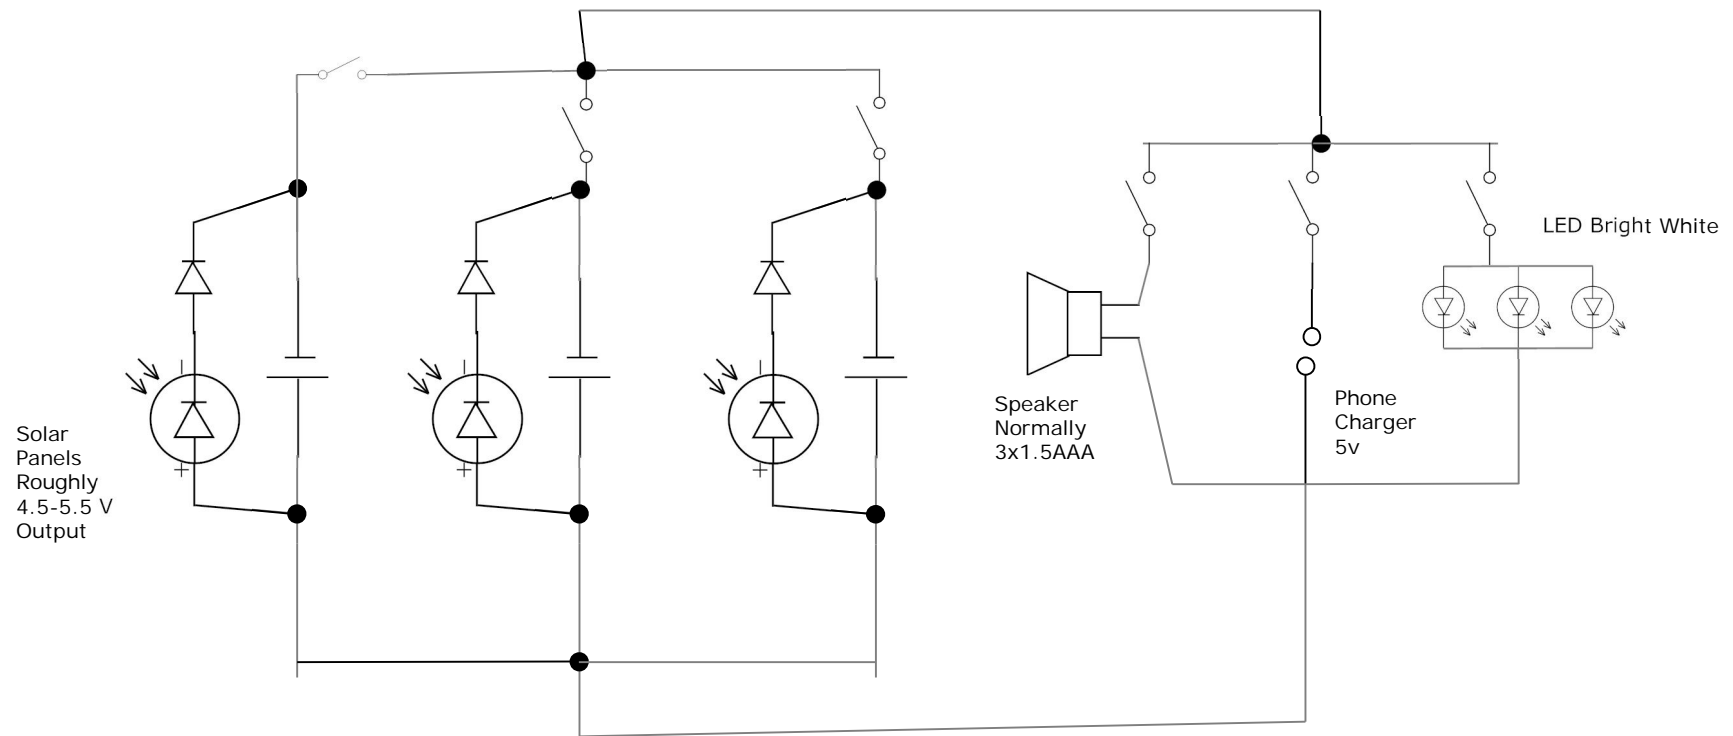 LED Bright White
Solar
Panels
Roughly
4.5-5.5 V
Output
Speaker
Normally
3x1.5AAA
Phone
Charger
5v